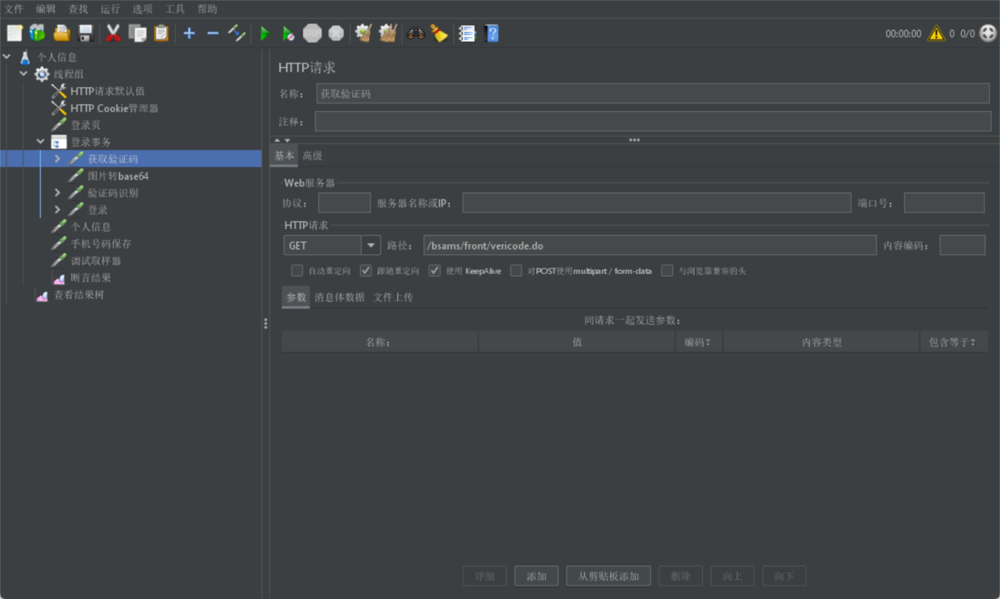 文件 编辑 查找 运行 选项 工具 帮助
STOP
00:00:00 0 0/0
个人信息
线程组
HTTP请求默认值
HTTP Cookie管理器
登录页
登录事务
获取验证码
图片转base64
验证码识别
登录
个人信息
手机号码保存
调试取样器
断言结果
查看结果树
HTTP请求
名称： 获取验证码
注释：
基本 高级
Web服务器
协议： 服务器名称或IP： 端口号：
HTTP请求
GET 路径： /bsams/front/vericode.do 内容编码：
自动重定向 跟随重定向 使用 KeepAlive 对POST使用multipart / form-data 与浏览器兼容的头
参数 消息体数据 文件上传
同请求一起发送参数：
名称： 值 编码？ 内容类型 包含等于？
详细 添加 从剪贴板添加 删除 向上 向下